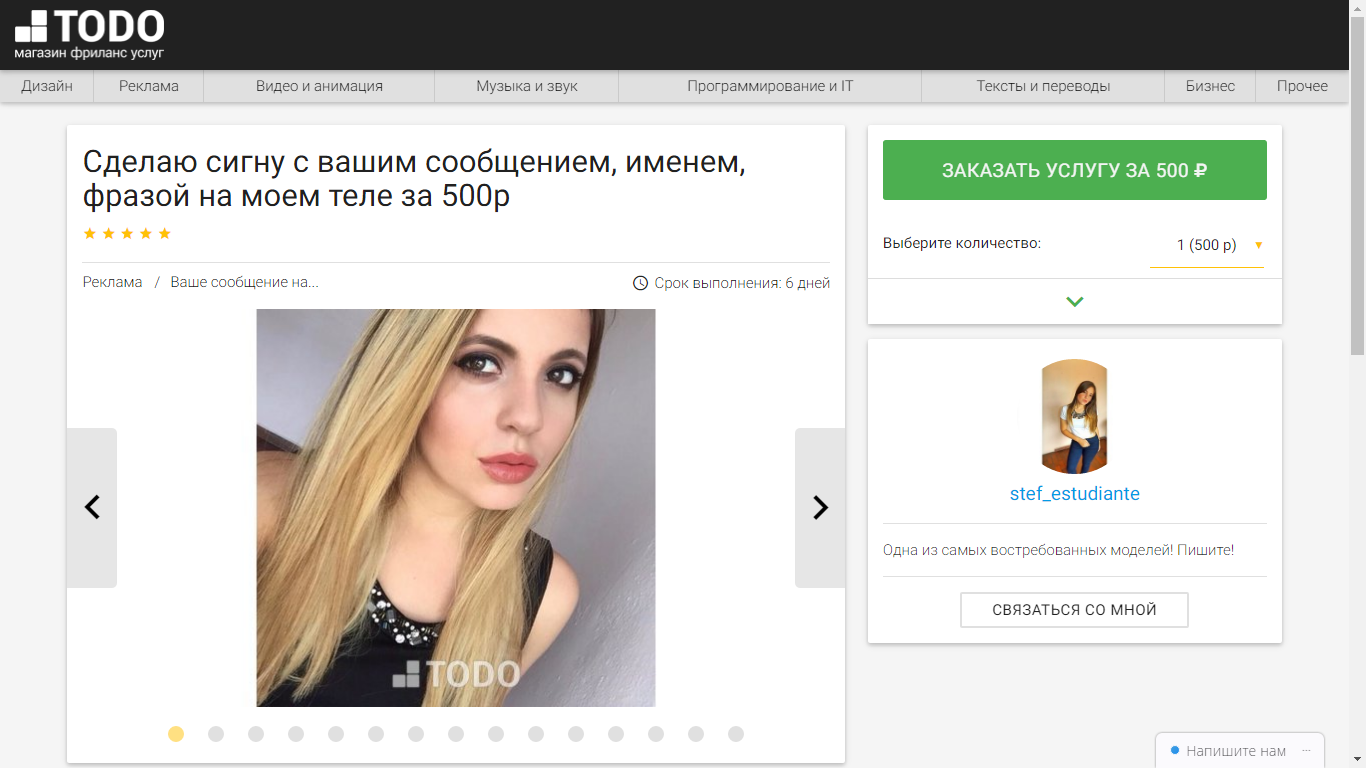 TODO
магазин фриланс услуг
Дизайн
Реклама
Видео и анимация
Музыка и звук
Программирование и IT
Тексты и переводы
Бизнес
Прочее
Сделаю сигну с вашим сообщением, именем,
фразой на моем теле за 500р
Реклама / Ваше сообщение на...
Срок выполнения: 6 дней
TODO
ЗАКАЗАТЬ УСЛУГУ ЗА 500 ₽
Выберите количество:
1 (500 р)
stef_estudiante
Одна из самых востребованных моделей! Пишите!
СВЯЗАТЬСЯ СО МНОЙ
Напишите нам ...